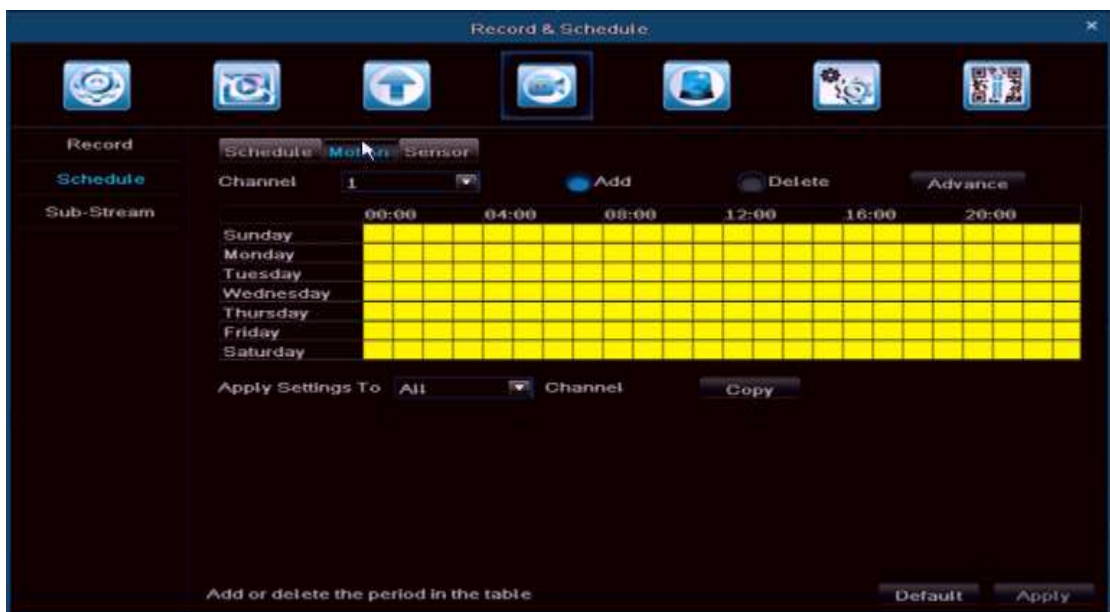 Record & Schedule ×
Record
Schedule
Sub-Stream
Schedule Motion Sensor
Channel 1 Add Delete Advance
00:00 04:00 08:00 12:00 16:00 20:00
Sunday
Monday
Tuesday
Wednesday
Thursday
Friday
Saturday
Apply Settings To All Channel Copy
Add or delete the period in the table Default Apply